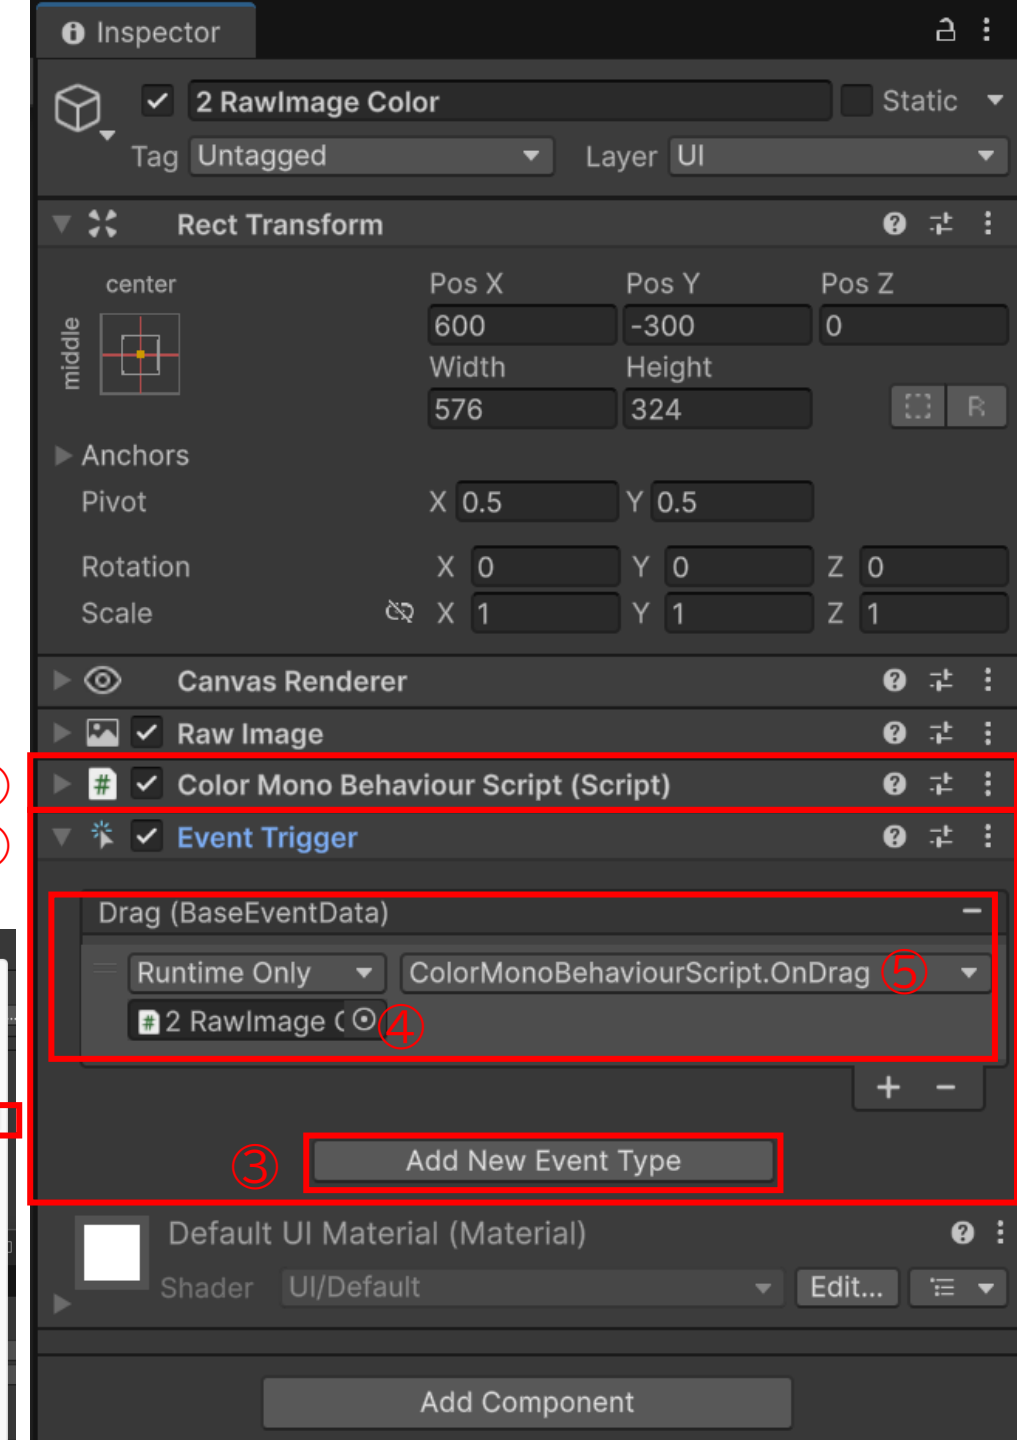 Inspector
2 RawImage Color
Static
Tag Untagged Layer UI
Rect Transform
center
middle
Pos X Pos Y Pos Z
600 -300 0
Width Height
576 324
R
Anchors
Pivot X 0.5 Y 0.5
Rotation X 0 Y 0 Z 0
Scale X 1 Y 1 Z 1
Canvas Renderer
Raw Image
# Color Mono Behaviour Script (Script)
Event Trigger
Drag (BaseEventData)
Runtime Only ColorMonoBehaviourScript.OnDrag ⑤
# 2 RawImage ④
+ −
③ Add New Event Type
Default UI Material (Material)
Shader UI/Default Edit...
Add Component